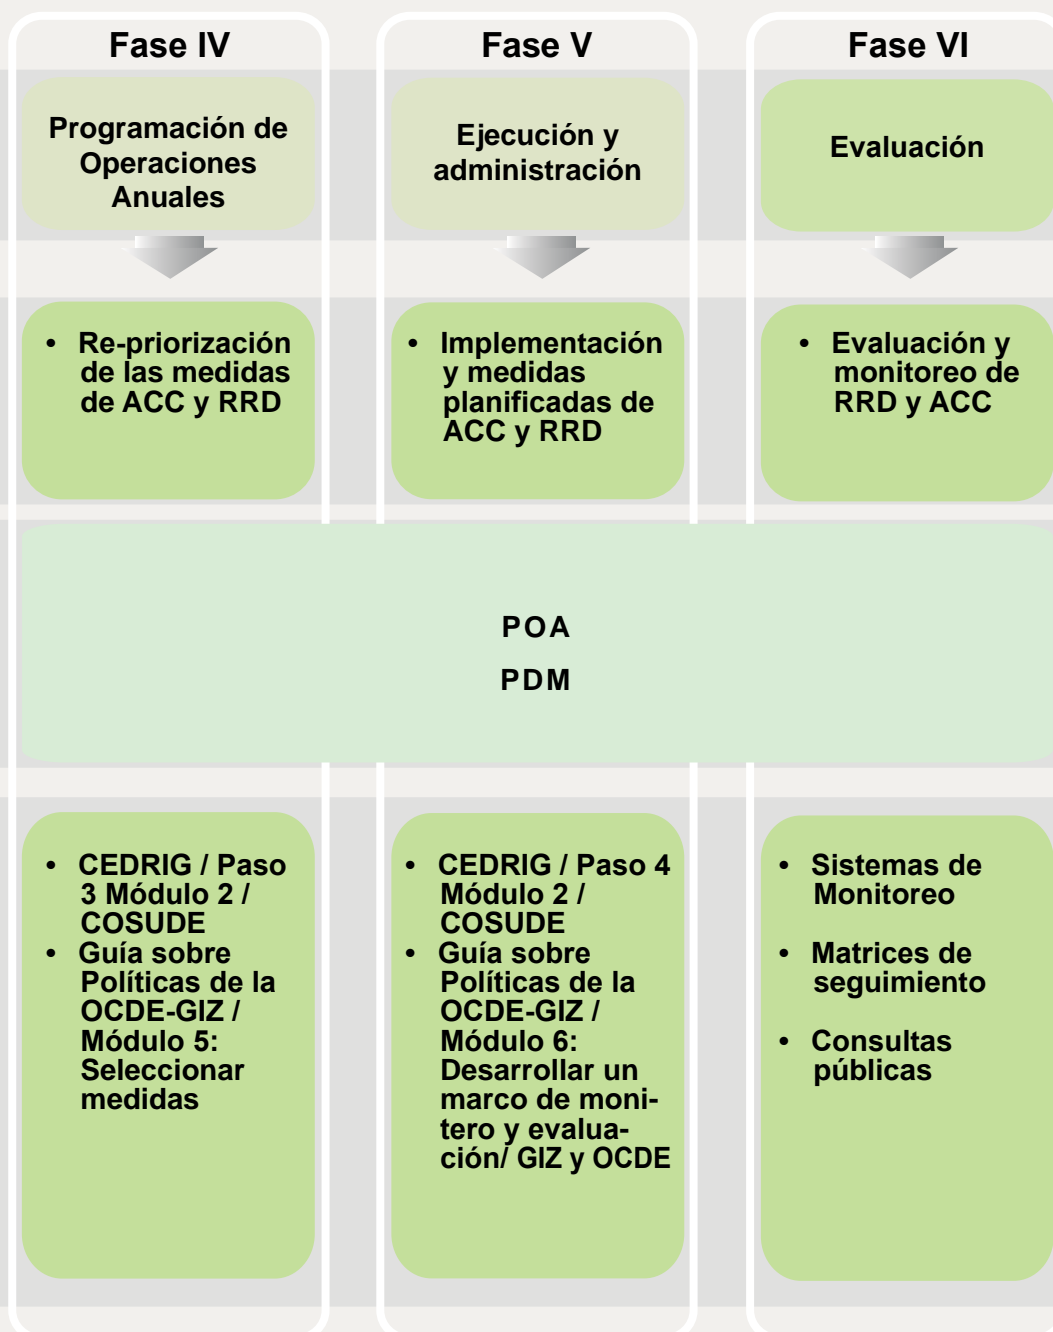 Fase IV
Programación de
Operaciones
Anuales
• Re-priorización
de las medidas
de ACC y RRD
Fase V
Ejecución y
administración
• Implementación
y medidas
planificadas de
ACC y RRD
Fase VI
Evaluación
• Evaluación y
monitoreo de
RRD y ACC
POA
PDM
• CEDRIG / Paso
3 Módulo 2 /
COSUDE
• Guía sobre
Políticas de la
OCDE-GIZ /
Módulo 5:
Seleccionar
medidas
• CEDRIG / Paso 4
Módulo 2 /
COSUDE
• Guía sobre
Políticas de la
OCDE-GIZ /
Módulo 6:
Desarrollar un
marco de moni-
tero y evalua-
ción/ GIZ y OCDE
• Sistemas de
Monitoreo
• Matrices de
seguimiento
• Consultas
públicas